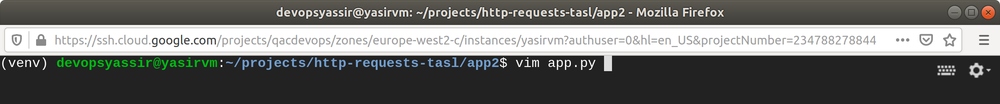 devopsyassir@yasirvm: ~/projects/http-requests-tasl/app2 - Mozilla Firefox
https://ssh.cloud.google.com/projects/qacdevops/zones/europe-west2-c/instances/yasirvm?authuser=0&hl=en_US&projectNumber=234788278844
(venv) devopsyassir@yasirvm:~/projects/http-requests-tasl/app2$ vim app.py